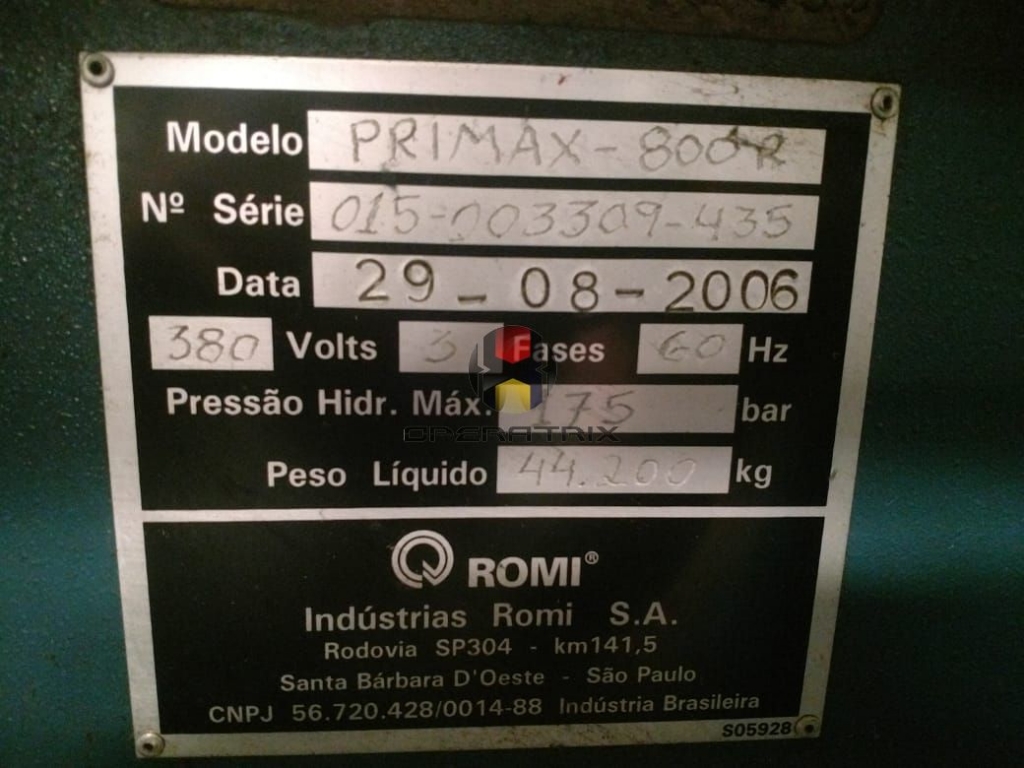 Modelo PRIMAX-800R
Nº Série 015-003309-435
Data 29-08-2006
380 Volts 3 Fases 60 Hz
Pressão Hidr. Máx. 175 bar
OPERATRIX
Peso Líquido 44.200 kg
ROMI®
Indústrias Romi S.A.
Rodovia SP304 - km141,5
Santa Bárbara D'Oeste - São Paulo
CNPJ 56.720.428/0014-88 Indústria Brasileira
S05928